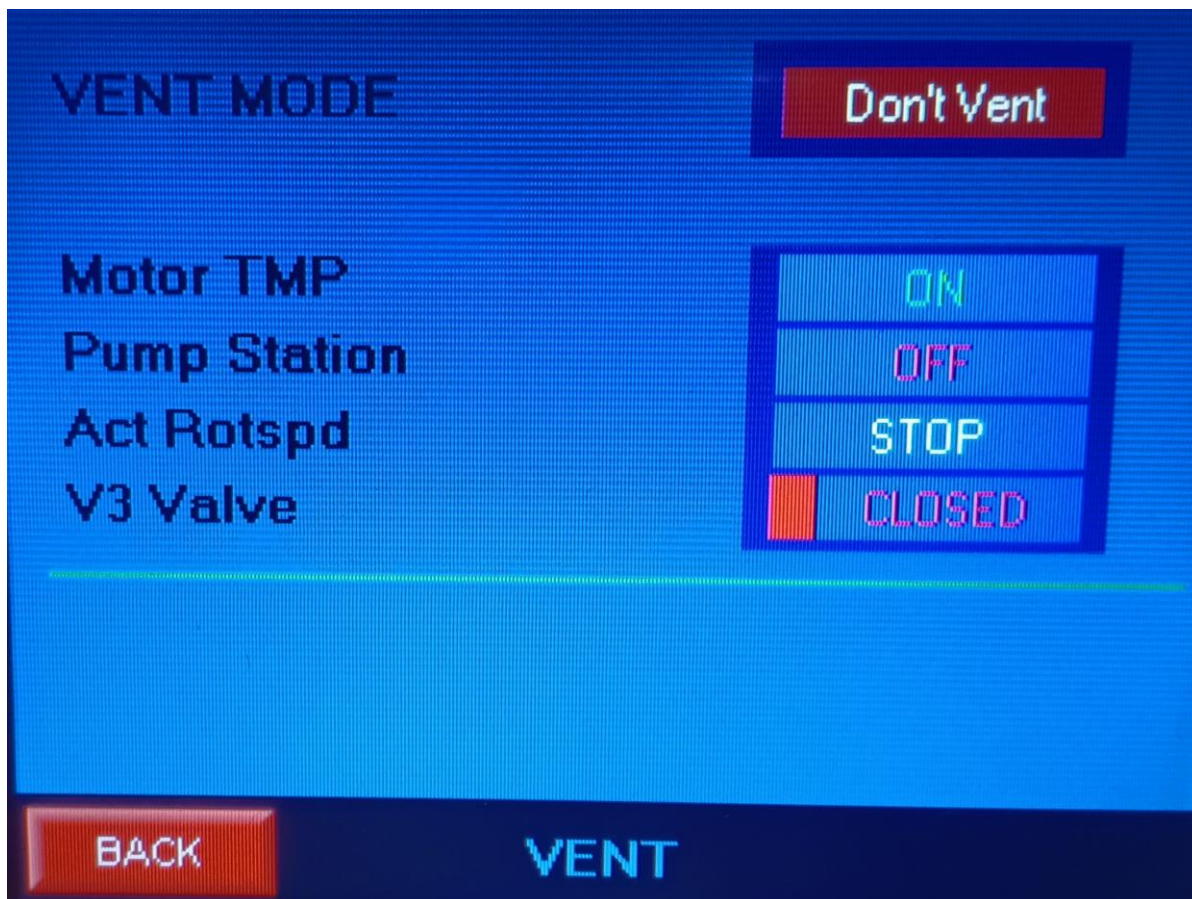 VENT MODE Don't Vent
Motor TMP ON
Pump Station OFF
Act Rotspd STOP
V3 Valve CLOSED
BACK VENT